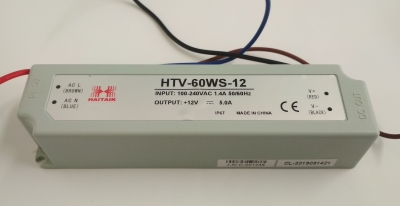 HTV-60WS-12
AC L
(BROWN)
AC N
(BLUE)
HAITAIK
INPUT: 100-240VAC 1.4A 50/60Hz
OUTPUT: +12V 5.0A
IP67 MADE IN CHINA
V+
(RED)
V-
(BLACK)
CE